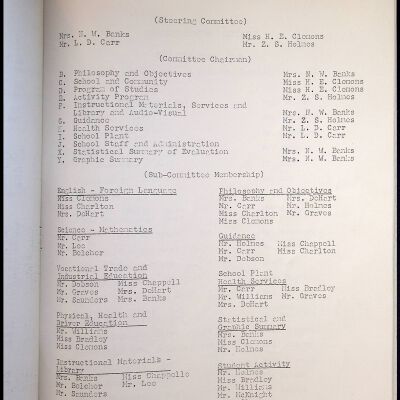 (Steering Committee)
Mrs. N. W. Banks Miss H. E. Clemons
Mr. L. D. Carr Mr. Z. S. Holmes
(Committee Chairman)
B. Philosophy and Objectives Mrs. N. W. Banks
C. School and Community Miss H. E. Clemons
D. Program of Studies Miss H. E. Clemons
E. Activity Program Mr. Z. S. Holmes
F. Instructional Materials, Services and
Library and Audio-Visual Mrs. N. W. Banks
G. Guidance Mr. Z. S. Holmes
H. Health Services Mr. L. D. Carr
I. School Plant Mr. L. D. Carr
J. School Staff and Administration
X. Statistical Summary of Evaluation Mrs. N. W. Banks
Y. Graphic Summary Mrs. N. W. Banks
(Sub-Committee Membership)
English - Foreign Language
Miss Clemons
Miss Charlton
Mrs. DeHart
Science - Mathematics
Mr. Carr
Mr. Lee
Mr. Belcher
Vocational Trade and
Industrial Education
Mr. Dobson Miss Chappell
Mr. Graves Mrs. DeHart
Mr. Saunders Mrs. Banks
Physical, Health and
Driver Education
Mr. Williams
Miss Bradley
Miss Clemons
Instructional Materials -
Library
Mrs. Banks Miss Chappelle
Mr. Belcher Mr. Lee
Mr. Saunders
Philosophy and Objectives
Mrs. Banks Mrs. DeHart
Mr. Carr Mr. Holmes
Miss Charlton Mr. Graves
Miss Clemons
Guidance
Mr. Holmes Miss Chappell
Mr. Carr Miss Charlton
Mr. Dobson
School Plant
Health Services
Mr. Carr Miss Bradley
Mr. Williams Mr. Graves
Mrs. DeHart
Statistical and
Graphic Summary
Mrs. Banks
Miss Clemons
Mr. Holmes
Student Activity
Mr. Holmes
Miss Bradley
Mr. Williams
Mr. McKnight